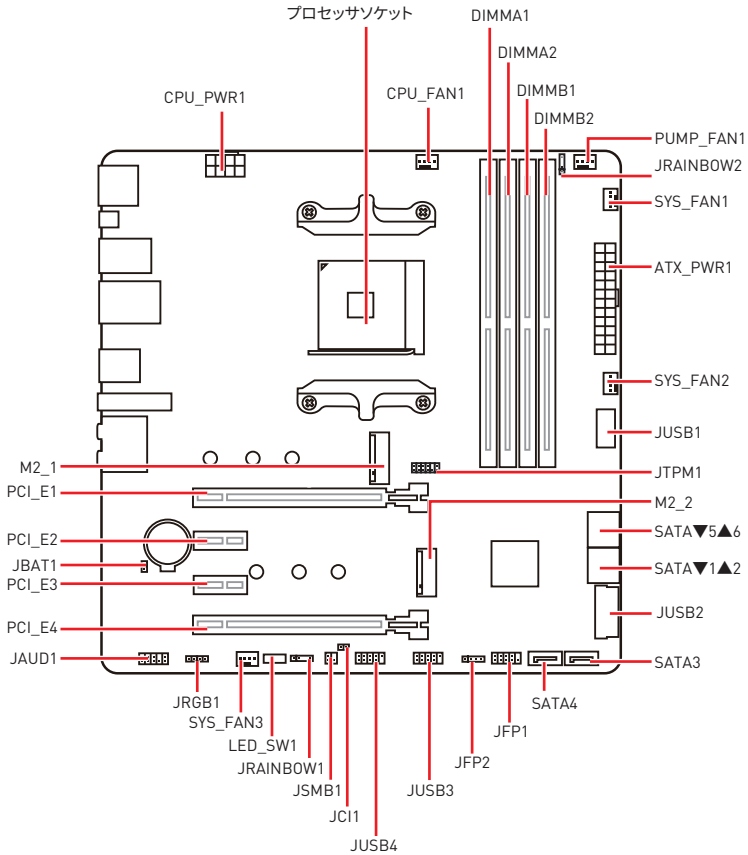 プロセッサソケット
DIMMA1
DIMMA2
CPU_PWR1
CPU_FAN1
DIMMB1
DIMMB2
PUMP_FAN1
JRAINBOW2
SYS_FAN1
ATX_PWR1
SYS_FAN2
JUSB1
M2_1
JTPM1
PCI_E1
M2_2
PCI_E2
SATA▼5▲6
JBAT1
SATA▼1▲2
PCI_E3
JUSB2
PCI_E4
JAUD1
SATA3
JRGB1
SATA4
SYS_FAN3
JFP1
LED_SW1
JFP2
JRAINBOW1
JSMB1
JUSB3
JCI1
JUSB4